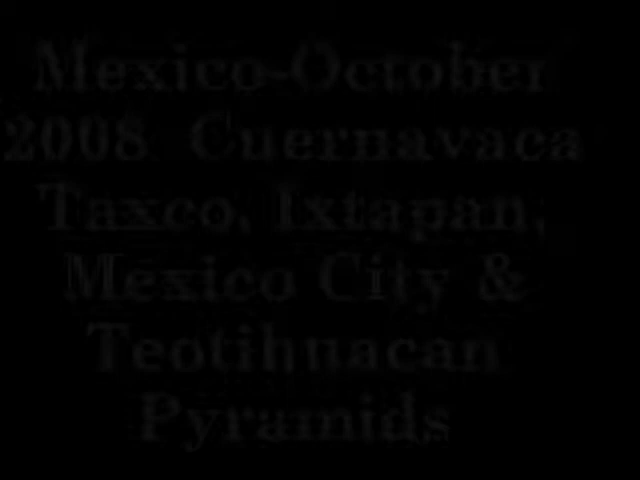 Mexico-October
2008 Cuernavaca
Taxco, Ixtapan,
Mexico City &
Teotihuacan
Pyramids